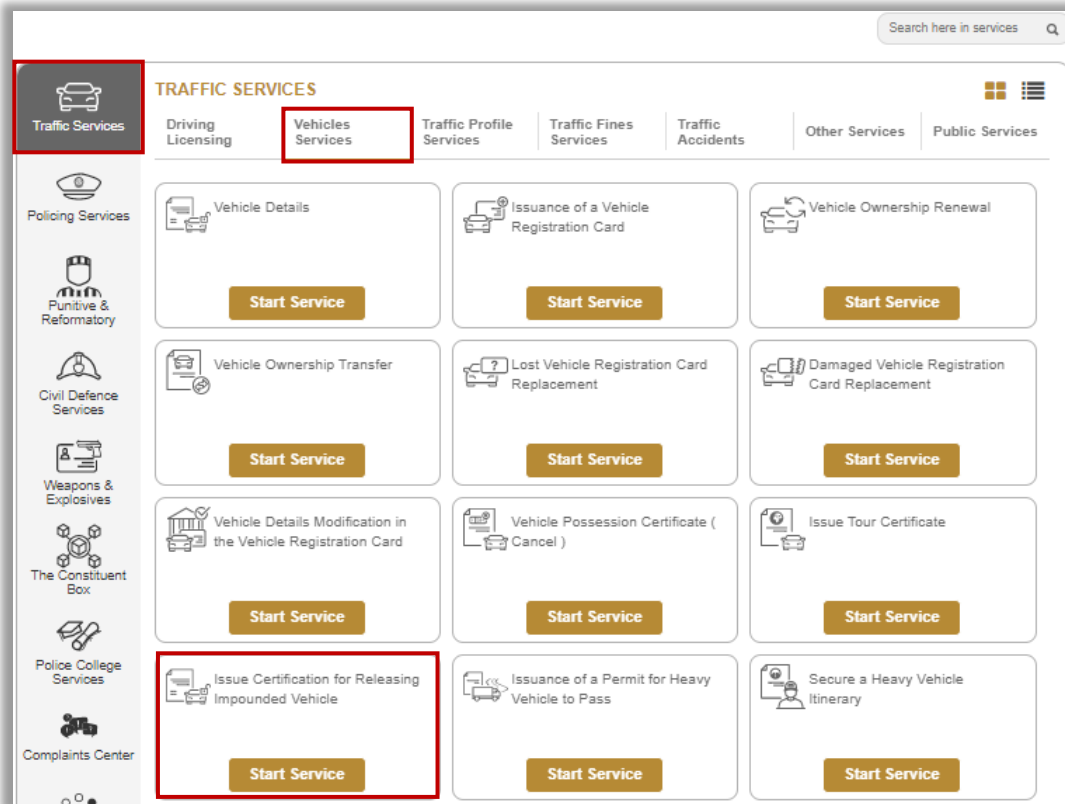 Search here in services
Traffic Services
Policing Services
Punitive &
Reformatory
Civil Defence
Services
Weapons &
Explosives
The Constituent
Box
Police College
Services
Complaints Center
TRAFFIC SERVICES
Driving
Licensing
Vehicles
Services
Traffic Profile
Services
Traffic Fines
Services
Traffic
Accidents
Other Services
Public Services
Vehicle Details
Start Service
Issuance of a Vehicle
Registration Card
Start Service
Vehicle Ownership Renewal
Start Service
Vehicle Ownership Transfer
Start Service
? Lost Vehicle Registration Card
Replacement
Start Service
Damaged Vehicle Registration
Card Replacement
Start Service
Vehicle Details Modification in
the Vehicle Registration Card
Start Service
Vehicle Possession Certificate (
Cancel )
Start Service
Issue Tour Certificate
Start Service
Issue Certification for Releasing
Impounded Vehicle
Start Service
Issuance of a Permit for Heavy
Vehicle to Pass
Start Service
Secure a Heavy Vehicle
Itinerary
Start Service